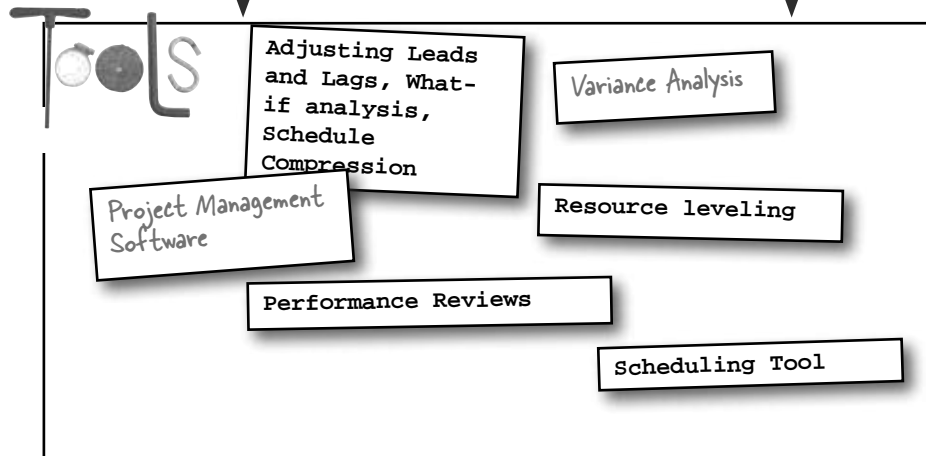 Tools
Adjusting Leads
and Lags, What-
if analysis,
Schedule
Compression
Variance Analysis
Project Management
Software
Resource leveling
Performance Reviews
Scheduling Tool